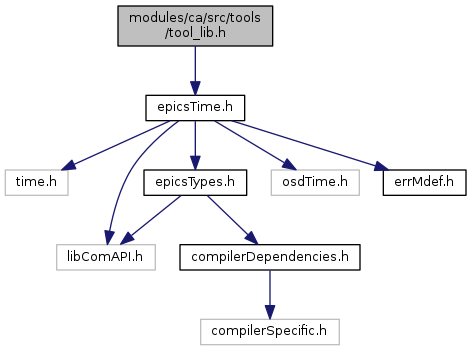 modules/ca/src/tools
/tool_lib.h
epicsTime.h
time.h
epicsTypes.h
osdTime.h
errMdef.h
libComAPI.h
compilerDependencies.h
compilerSpecific.h